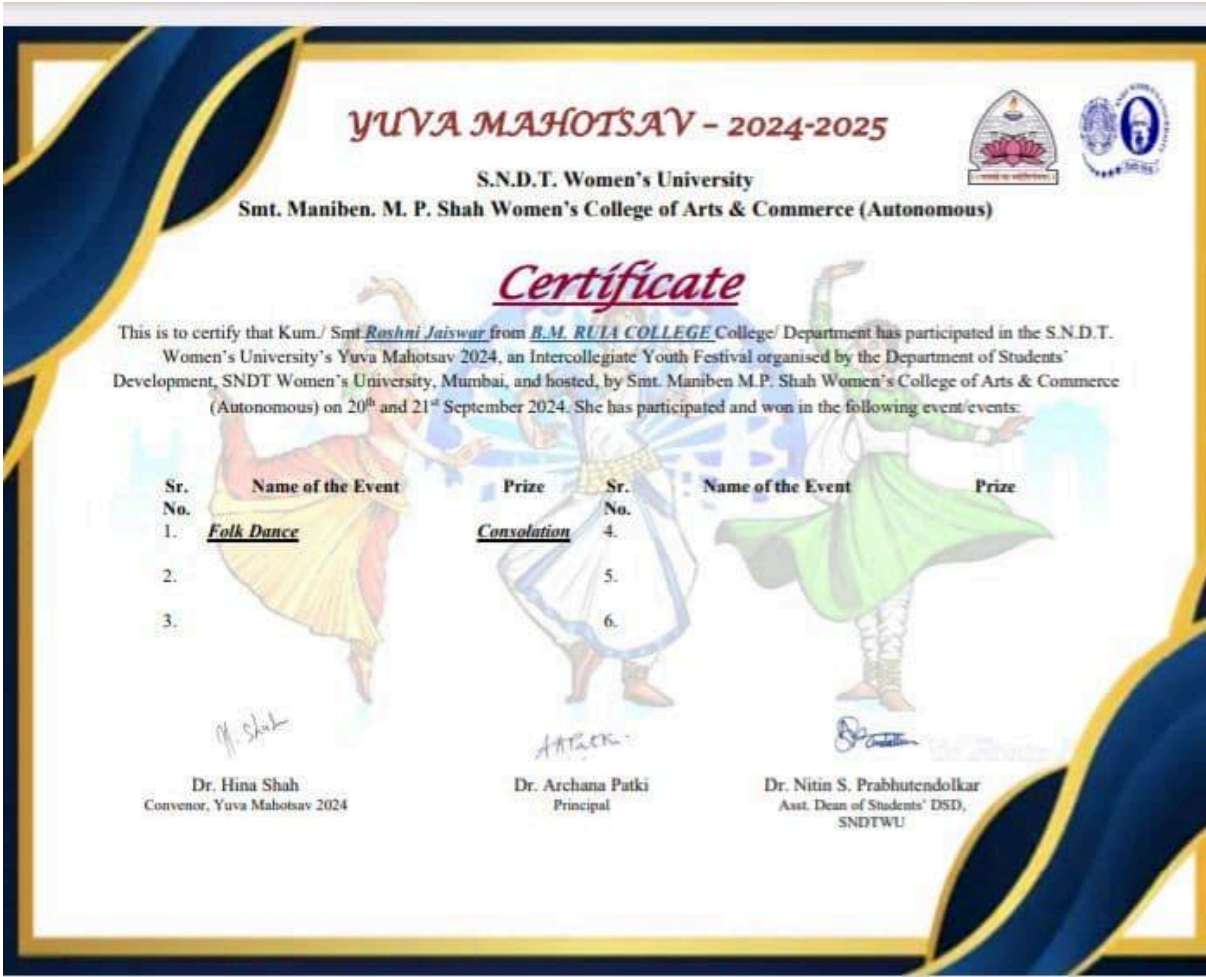 YUVA MAHOTSAV – 2024-2025
S.N.D.T. Women's University
Smt. Maniben. M. P. Shah Women's College of Arts & Commerce (Autonomous)
Certificate
This is to certify that Kum./ Smt Roshni Jaiswar from B.M. RUIA COLLEGE College/ Department has participated in the S.N.D.T.
Women's University's Yuva Mahotsav 2024, an Intercollegiate Youth Festival organised by the Department of Students'
Development, SNDT Women's University, Mumbai, and hosted, by Smt. Maniben M.P. Shah Women's College of Arts & Commerce
(Autonomous) on 20th and 21st September 2024. She has participated and won in the following event/events:
Sr. No. Name of the Event Prize Sr. No. Name of the Event Prize
1. Folk Dance Consolation 4.
2. 5.
3. 6.
H. Shah
A A Patki
Dr. Hina Shah Dr. Archana Patki Dr. Nitin S. Prabhutendolkar
Convenor, Yuva Mahotsav 2024 Principal Asst. Dean of Students' DSD,
SNDTWU